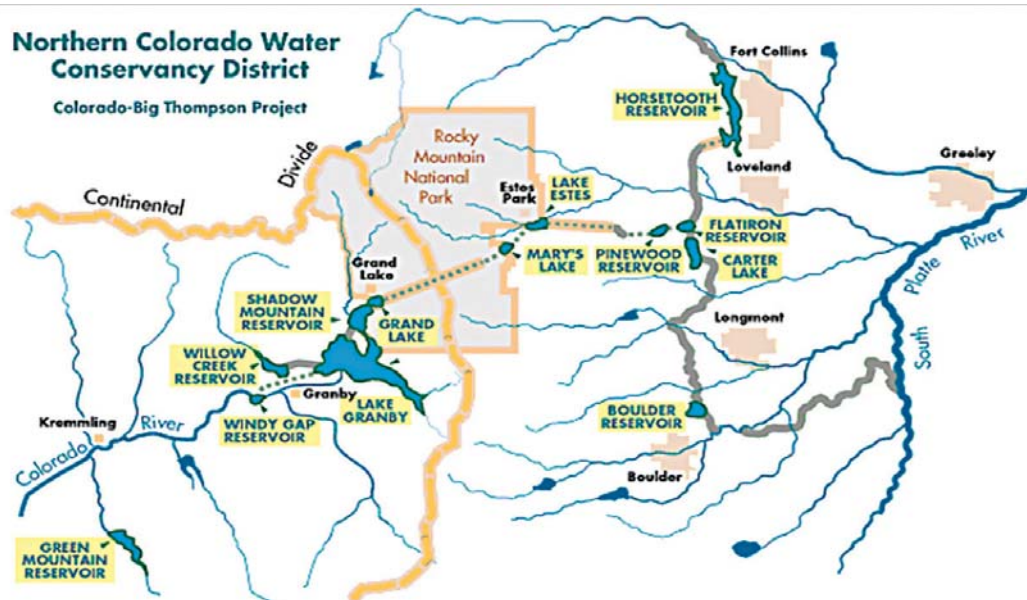 Northern Colorado Water
Conservancy District
Colorado-Big Thompson Project
Fort Collins
HORSETOOTH
RESERVOIR
Rocky
Mountain
National
Park
Loveland
Greeley
Continental
Divide
Estes
Park
LAKE
ESTES
MARY'S LAKE
PINEWOOD
RESERVOIR
FLATIRON
RESERVOIR
CARTER
LAKE
Platte
River
South
Grand
Lake
SHADOW
MOUNTAIN
RESERVOIR
GRAND
LAKE
Longmont
WILLOW
CREEK
RESERVOIR
Granby
LAKE
GRANBY
WINDY GAP
RESERVOIR
BOULDER
RESERVOIR
Boulder
Kremmling
Colorado
River
GREEN
MOUNTAIN
RESERVOIR